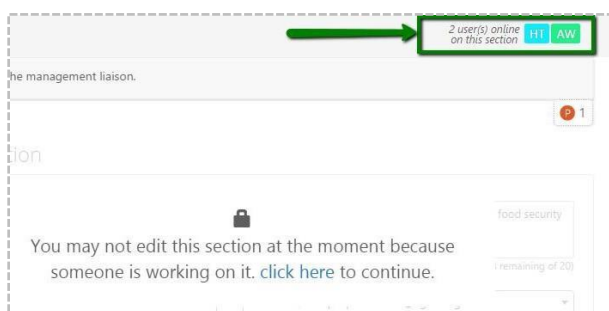 2 user(s) online
on this section HT AW
he management liaison.
P 1
tion
food security
You may not edit this section at the moment because
remaining of 20)
someone is working on it. click here to continue.